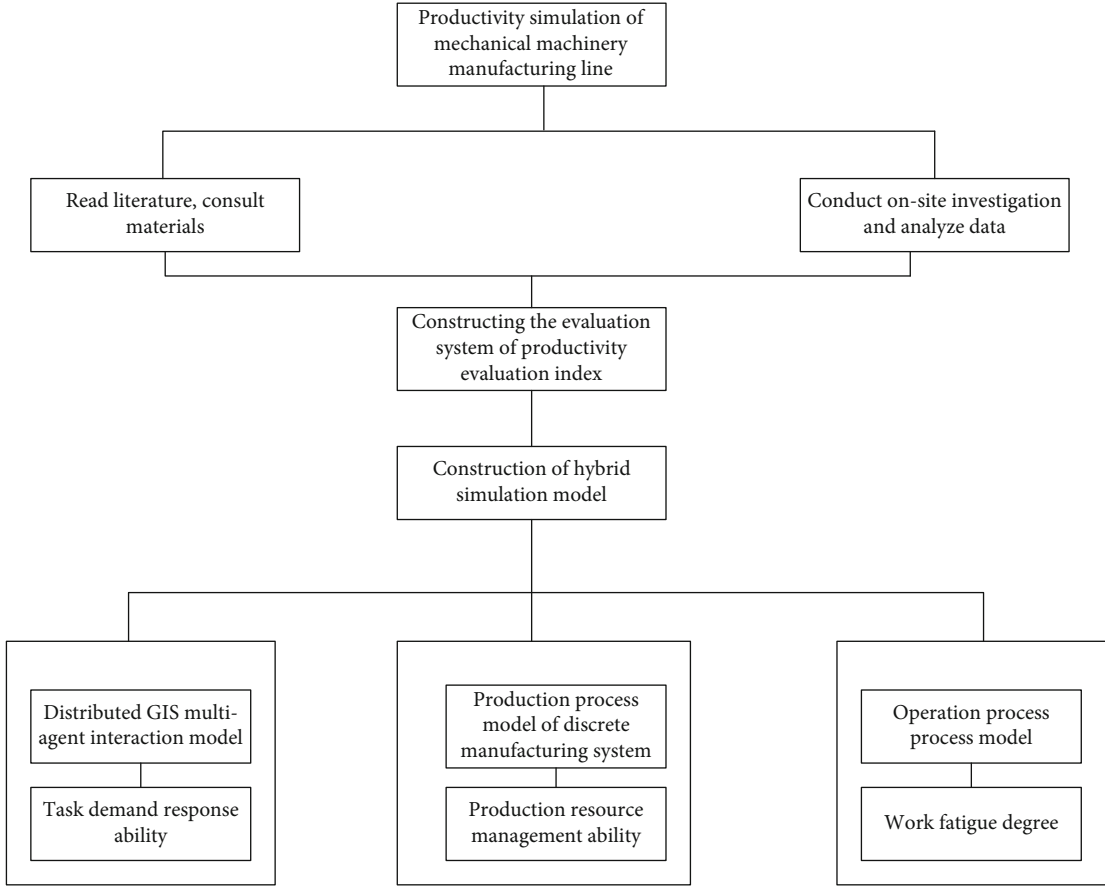 Productivity simulation of
mechanical machinery
manufacturing line
Read literature, consult
materials
Conduct on-site investigation
and analyze data
Constructing the evaluation
system of productivity
evaluation index
Construction of hybrid
simulation model
Distributed GIS multi-
agent interaction model
Task demand response
ability
Production process
model of discrete
manufacturing system
Production resource
management ability
Operation process
process model
Work fatigue degree